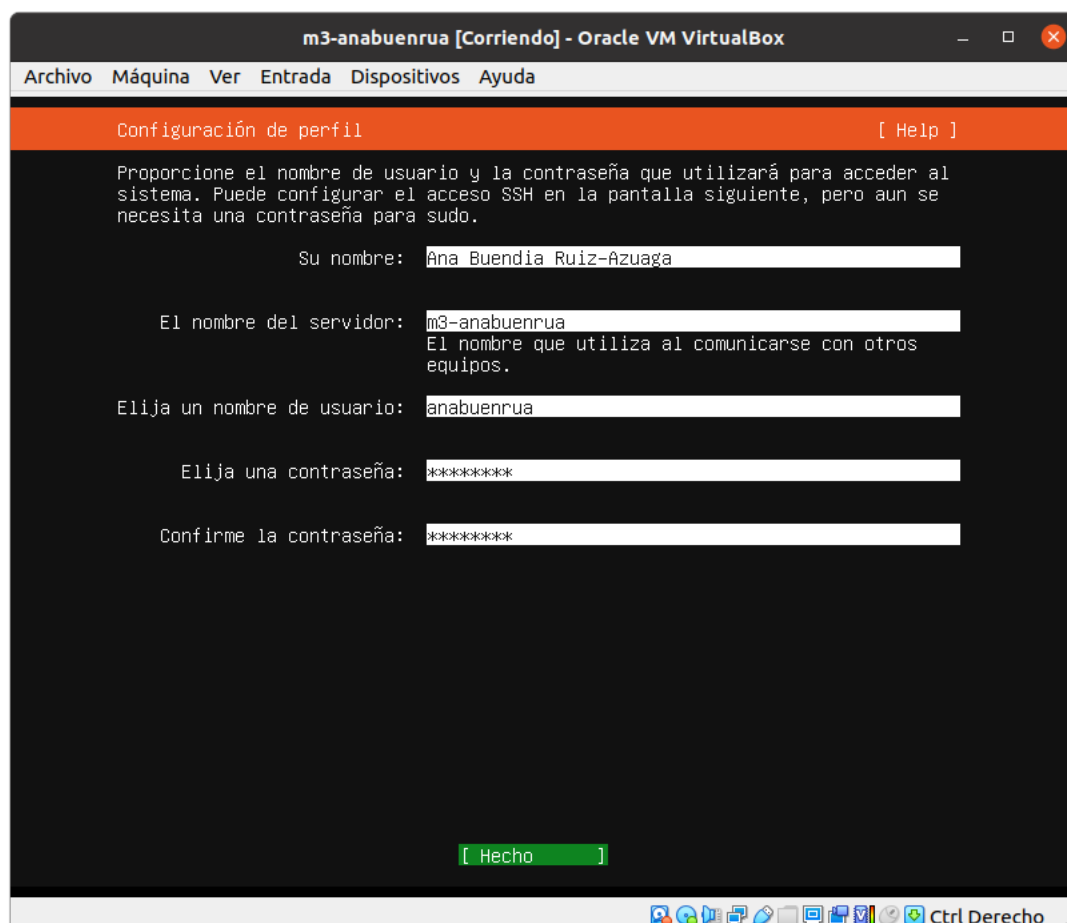 m3-anabuenrua [Corriendo] - Oracle VM VirtualBox
Archivo Máquina Ver Entrada Dispositivos Ayuda
Configuración de perfil [ Help ]
Proporcione el nombre de usuario y la contraseña que utilizará para acceder al
sistema. Puede configurar el acceso SSH en la pantalla siguiente, pero aun se
necesita una contraseña para sudo.
Su nombre: Ana Buendia Ruiz-Azuaga
El nombre del servidor: m3-anabuenrua
El nombre que utiliza al comunicarse con otros
equipos.
Elija un nombre de usuario: anabuenrua
Elija una contraseña: ********
Confirme la contraseña: ********
[ Hecho ]
Ctrl Derecho